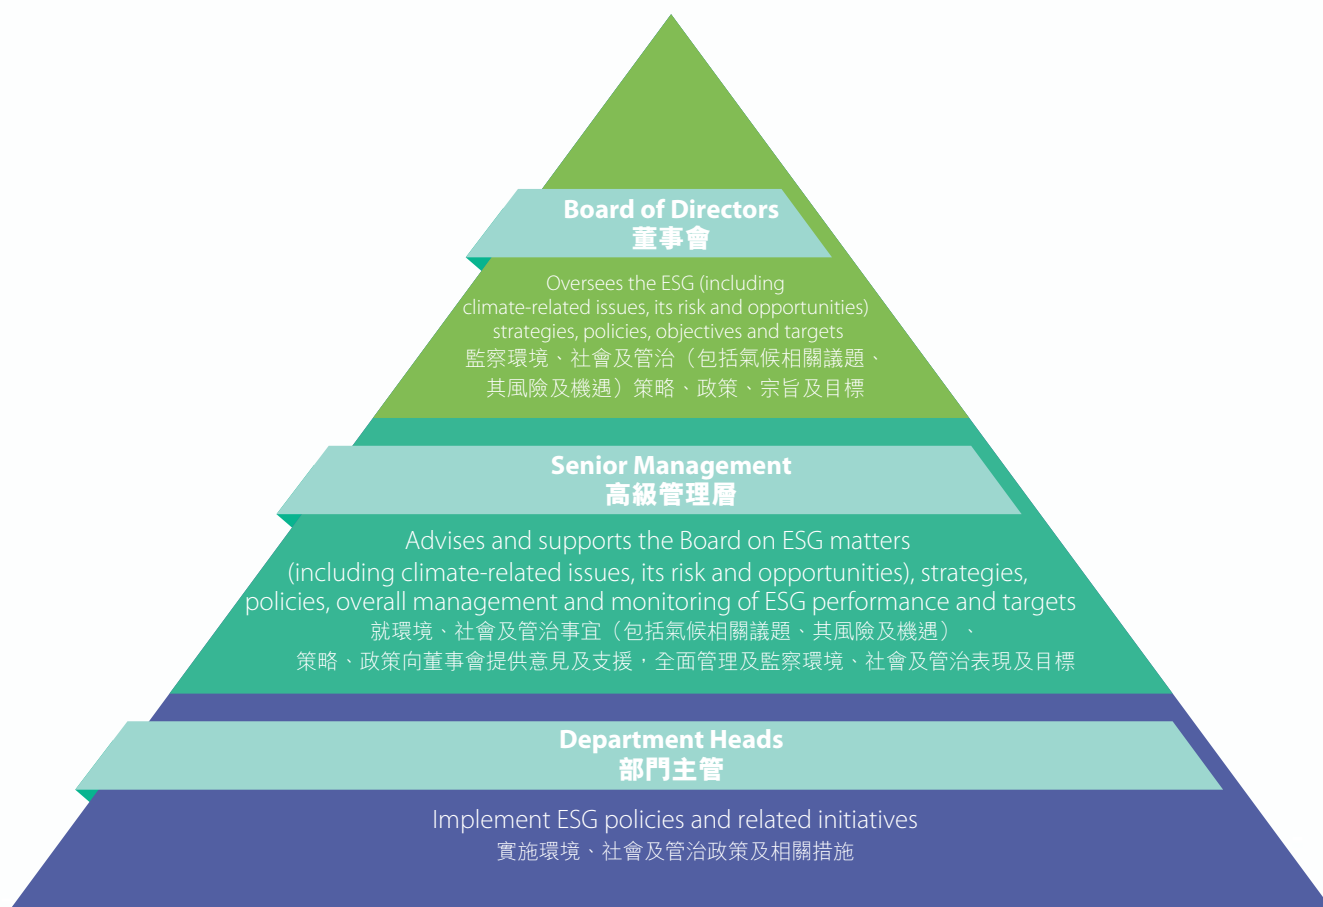 Board of Directors
董事會
Oversees the ESG (including
climate-related issues, its risk and opportunities)
strategies, policies, objectives and targets
監察環境、社會及管治（包括氣候相關議題、
其風險及機遇）策略、政策、宗旨及目標
Senior Management
高級管理層
Advises and supports the Board on ESG matters
(including climate-related issues, its risk and opportunities), strategies,
policies, overall management and monitoring of ESG performance and targets
就環境、社會及管治事宜（包括氣候相關議題、其風險及機遇）、
策略、政策向董事會提供意見及支援，全面管理及監察環境、社會及管治表現及目標
Department Heads
部門主管
Implement ESG policies and related initiatives
實施環境、社會及管治政策及相關措施